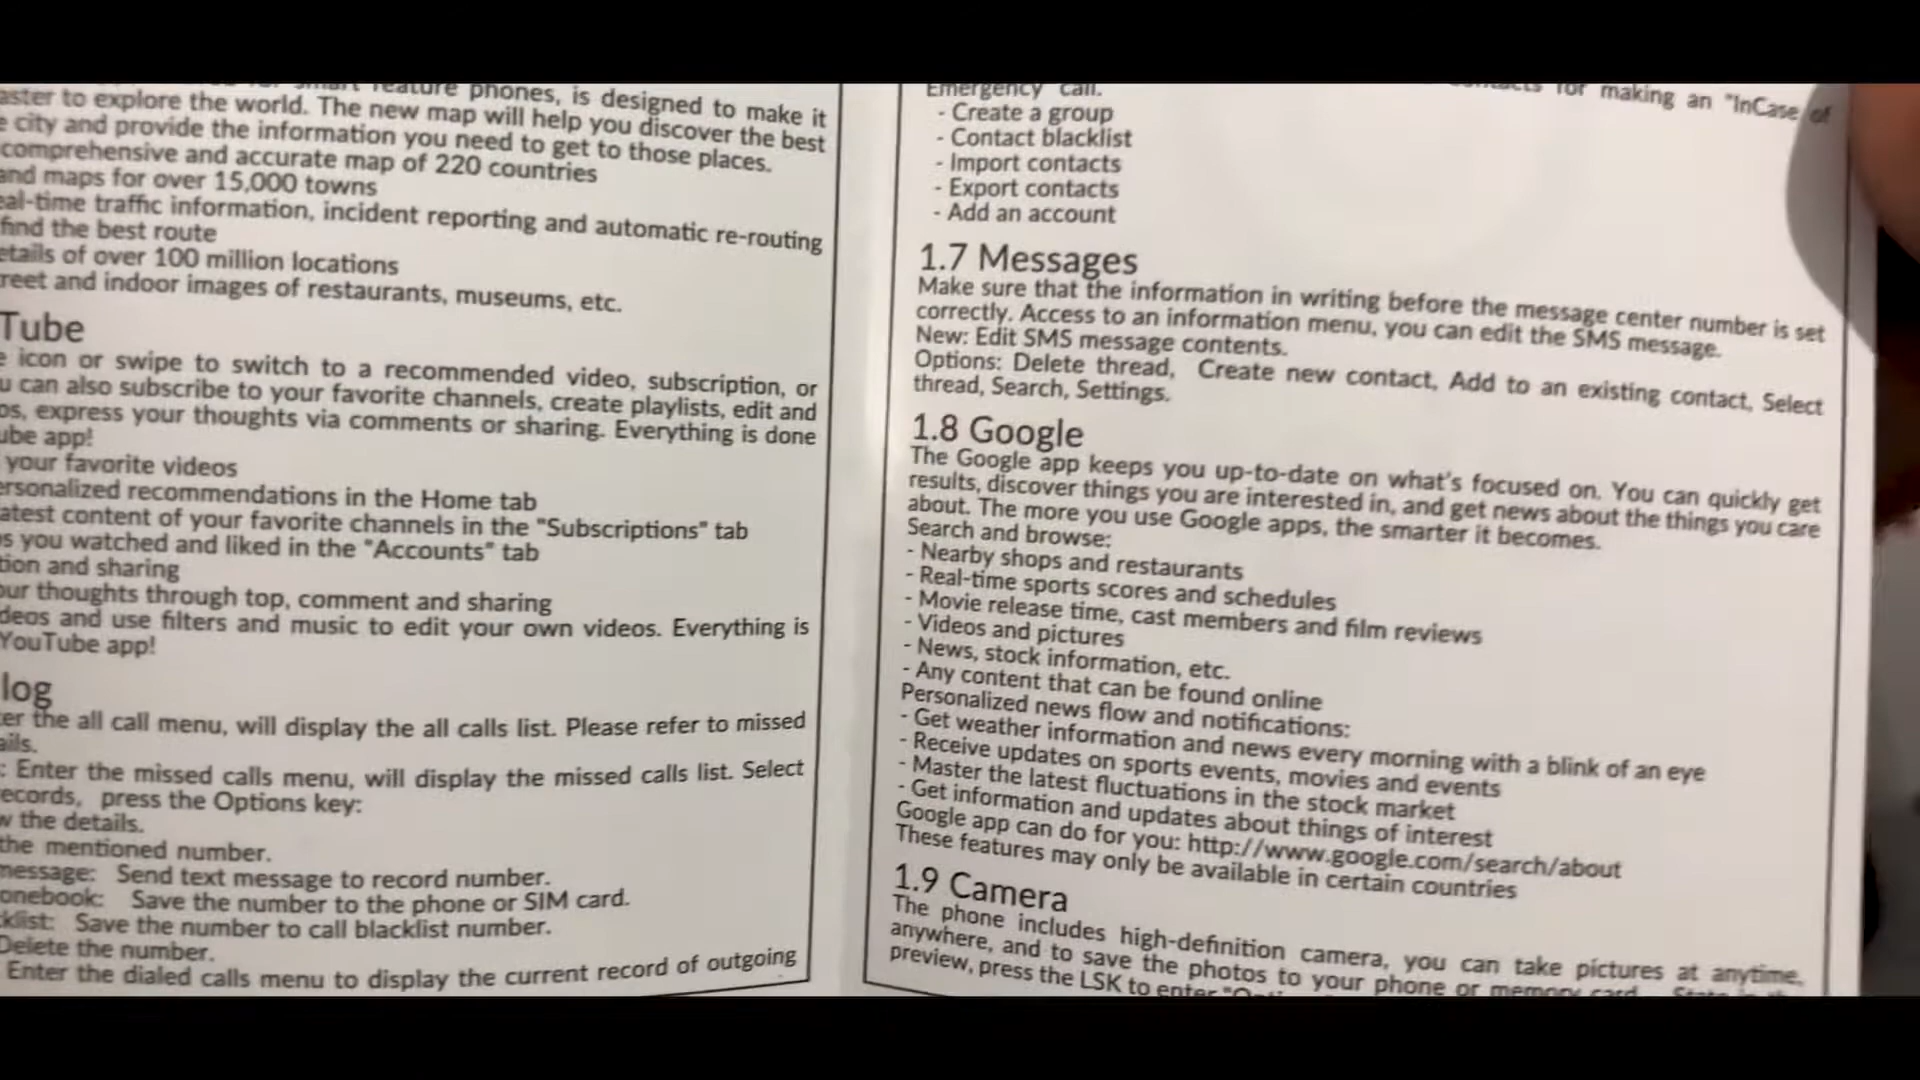 feature phones, is designed to make it
aster to explore the world. The new map will help you discover the best
e city and provide the information you need to get to those places.
comprehensive and accurate map of 220 countries
and maps for over 15,000 towns
eal-time traffic information, incident reporting and automatic re-routing
find the best route
etails of over 100 million locations
reet and indoor images of restaurants, museums, etc.
Tube
e icon or swipe to switch to a recommended video, subscription, or
u can also subscribe to your favorite channels, create playlists, edit and
os, express your thoughts via comments or sharing. Everything is done
ube app!
your favorite videos
ersonalized recommendations in the Home tab
atest content of your favorite channels in the "Subscriptions" tab
s you watched and liked in the "Accounts" tab
tion and sharing
our thoughts through top, comment and sharing
deos and use filters and music to edit your own videos. Everything is
YouTube app!
log
er the all call menu, will display the all calls list. Please refer to missed
ails.
: Enter the missed calls menu, will display the missed calls list. Select
ecords, press the Options key:
w the details.
the mentioned number.
nessage: Send text message to record number.
onebook: Save the number to the phone or SIM card.
klist: Save the number to call blacklist number.
Delete the number.
Enter the dialed calls menu to display the current record of outgoing
for making an "InCase of
Emergency call.
- Create a group
- Contact blacklist
- Import contacts
- Export contacts
- Add an account
1.7 Messages
Make sure that the information in writing before the message center number is set
correctly. Access to an information menu, you can edit the SMS message.
New: Edit SMS message contents.
Options: Delete thread, Create new contact, Add to an existing contact, Select
thread, Search, Settings.
1.8 Google
The Google app keeps you up-to-date on what's focused on. You can quickly get
results, discover things you are interested in, and get news about the things you care
about. The more you use Google apps, the smarter it becomes.
Search and browse:
- Nearby shops and restaurants
- Real-time sports scores and schedules
- Movie release time, cast members and film reviews
- Videos and pictures
- News, stock information, etc.
- Any content that can be found online
Personalized news flow and notifications:
- Get weather information and news every morning with a blink of an eye
- Receive updates on sports events, movies and events
- Master the latest fluctuations in the stock market
- Get information and updates about things of interest
Google app can do for you: http://www.google.com/search/about
These features may only be available in certain countries
1.9 Camera
The phone includes high-definition camera, you can take pictures at anytime,
anywhere, and to save the photos to your phone or memory card.
preview, press the LSK to enter